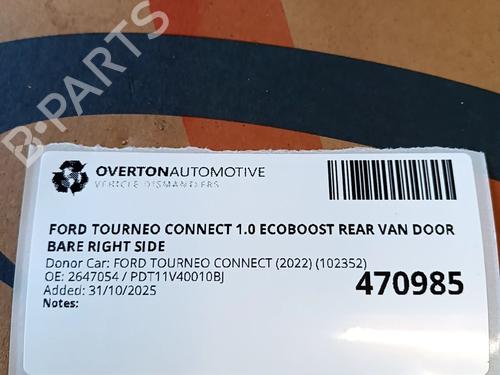 B-PARTS
OVERTONAUTOMOTIVE
VEHICLE DISMANTLERS
FORD TOURNEO CONNECT 1.0 ECOBOOST REAR VAN DOOR
BARE RIGHT SIDE
Donor Car: FORD TOURNEO CONNECT (2022) (102352)
OE: 2647054 / PDT11V40010BJ
Added: 31/10/2025
Notes:
470985